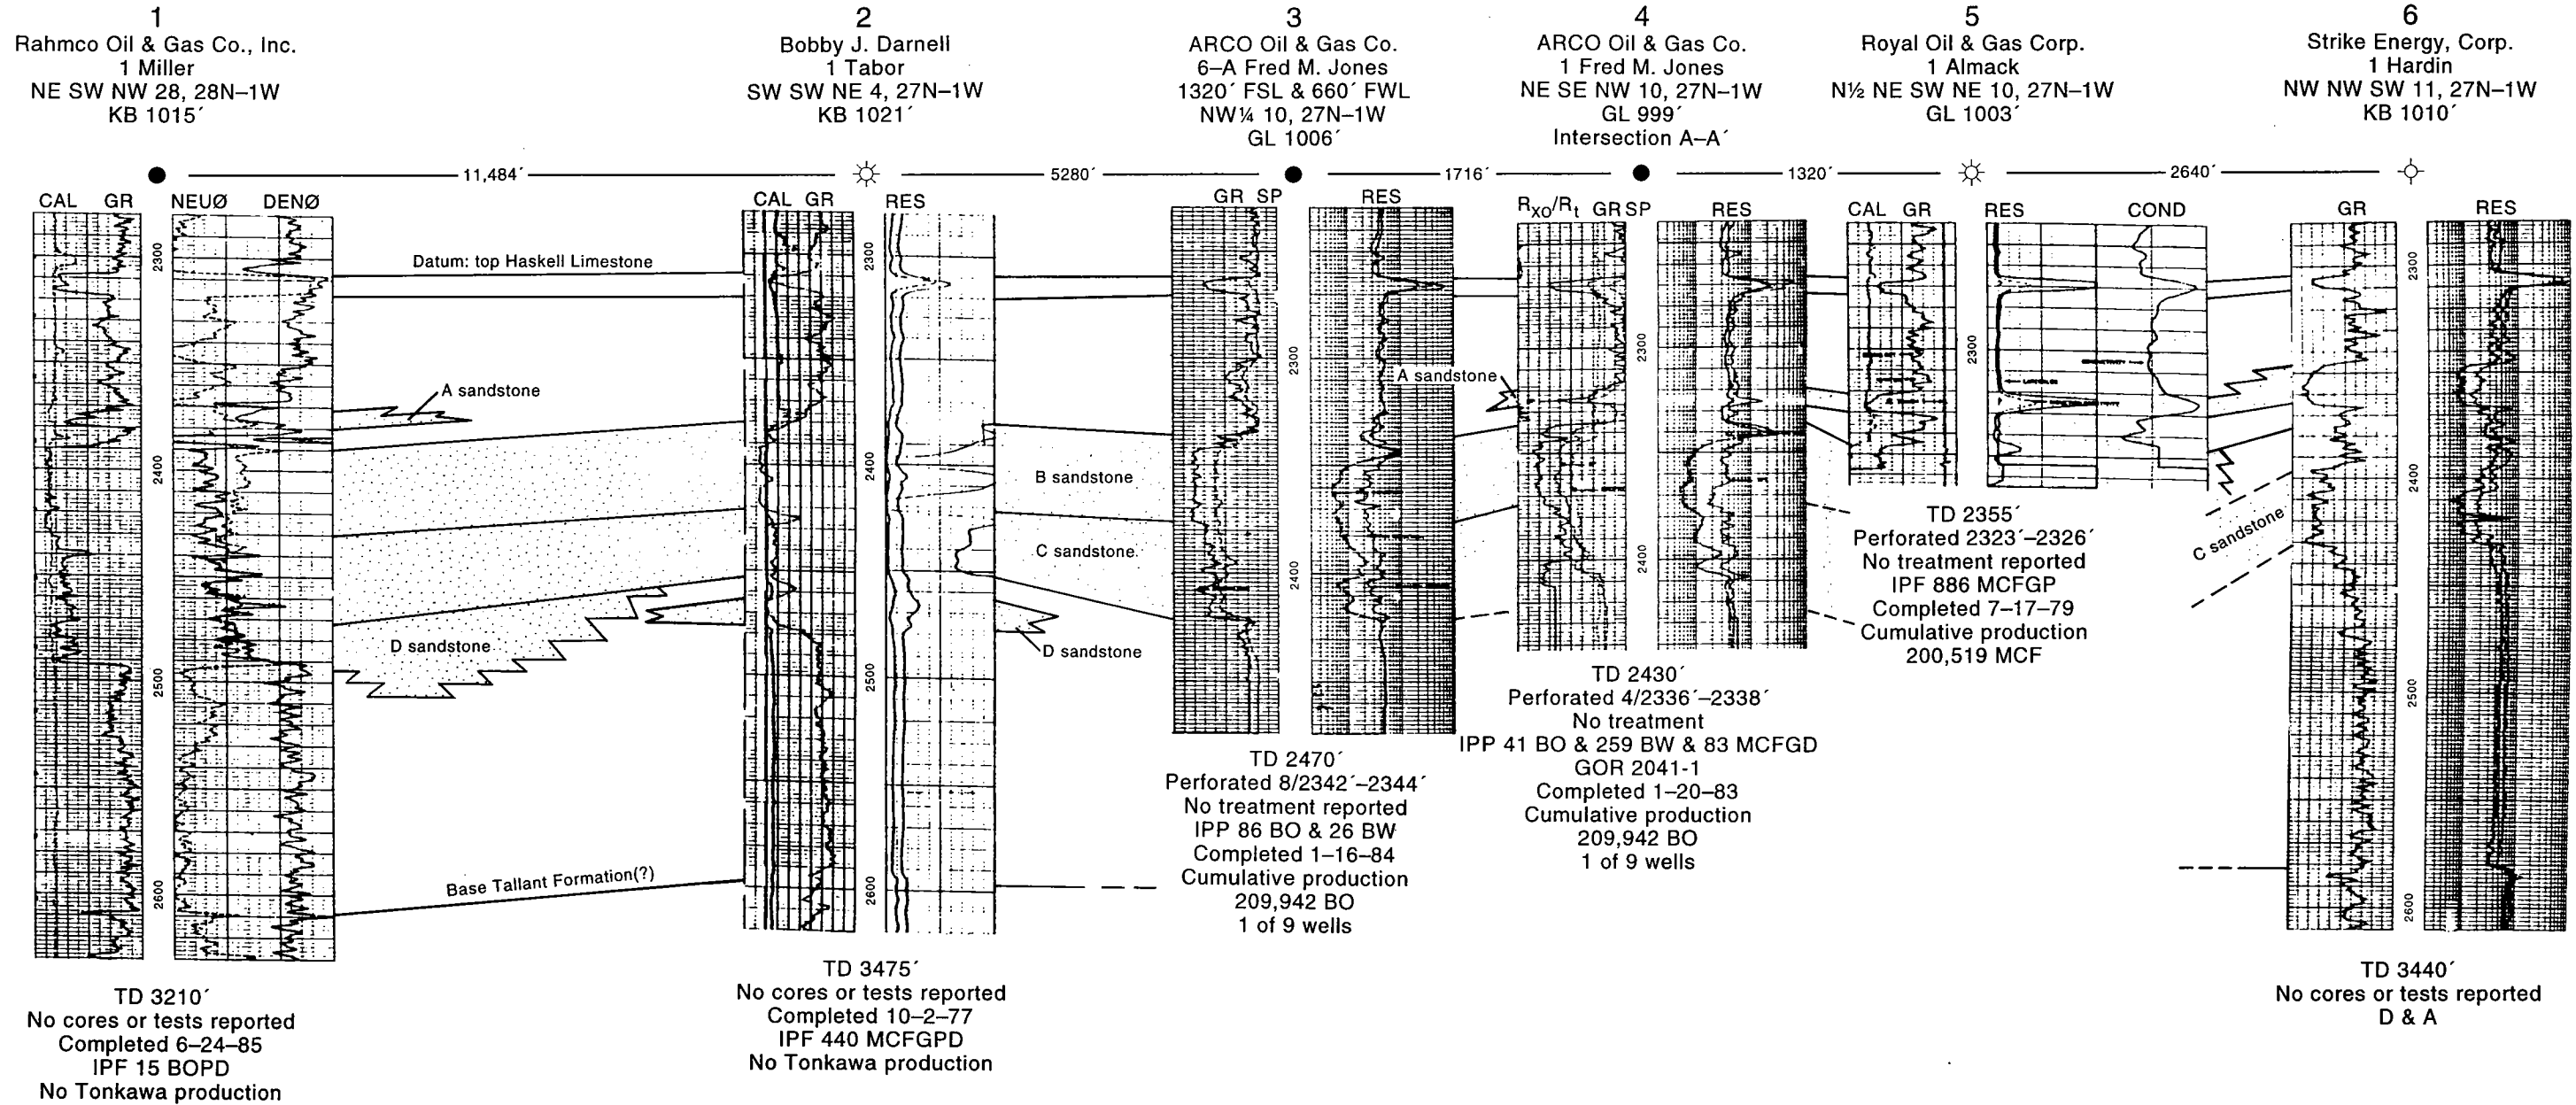 1
Rahmco Oil & Gas Co., Inc.
1 Miller
NE SW NW 28, 28N–1W
KB 1015´
2
Bobby J. Darnell
1 Tabor
SW SW NE 4, 27N–1W
KB 1021´
3
ARCO Oil & Gas Co.
6–A Fred M. Jones
1320´ FSL & 660´ FWL
NW¼ 10, 27N–1W
GL 1006´
4
ARCO Oil & Gas Co.
1 Fred M. Jones
NE SE NW 10, 27N–1W
GL 999´
Intersection A–A´
5
Royal Oil & Gas Corp.
1 Almack
N½ NE SW NE 10, 27N–1W
GL 1003´
6
Strike Energy, Corp.
1 Hardin
NW NW SW 11, 27N–1W
KB 1010´
11,484´
5280´
1716´
1320´
2640´
CAL GR NEUØ DENØ
CAL GR RES
GR SP RES
RXO/Rt GR SP RES
CAL GR RES COND
GR RES
2300
2400
2500
2600
2300
2400
2500
2600
2300
2400
2300
2400
2300
2300
2400
2500
2600
Datum: top Haskell Limestone
A sandstone
D sandstone
Base Tallant Formation(?)
B sandstone
C sandstone
D sandstone
A sandstone
C sandstone
TD 3210´
No cores or tests reported
Completed 6–24–85
IPF 15 BOPD
No Tonkawa production
TD 3475´
No cores or tests reported
Completed 10–2–77
IPF 440 MCFGPD
No Tonkawa production
TD 2470´
Perforated 8/2342´–2344´
No treatment reported
IPP 86 BO & 26 BW
Completed 1–16–84
Cumulative production
209,942 BO
1 of 9 wells
TD 2430´
Perforated 4/2336´–2338´
No treatment
IPP 41 BO & 259 BW & 83 MCFGD
GOR 2041-1
Completed 1–20–83
Cumulative production
209,942 BO
1 of 9 wells
TD 2355´
Perforated 2323´–2326´
No treatment reported
IPF 886 MCFGP
Completed 7–17–79
Cumulative production
200,519 MCF
TD 3440´
No cores or tests reported
D & A